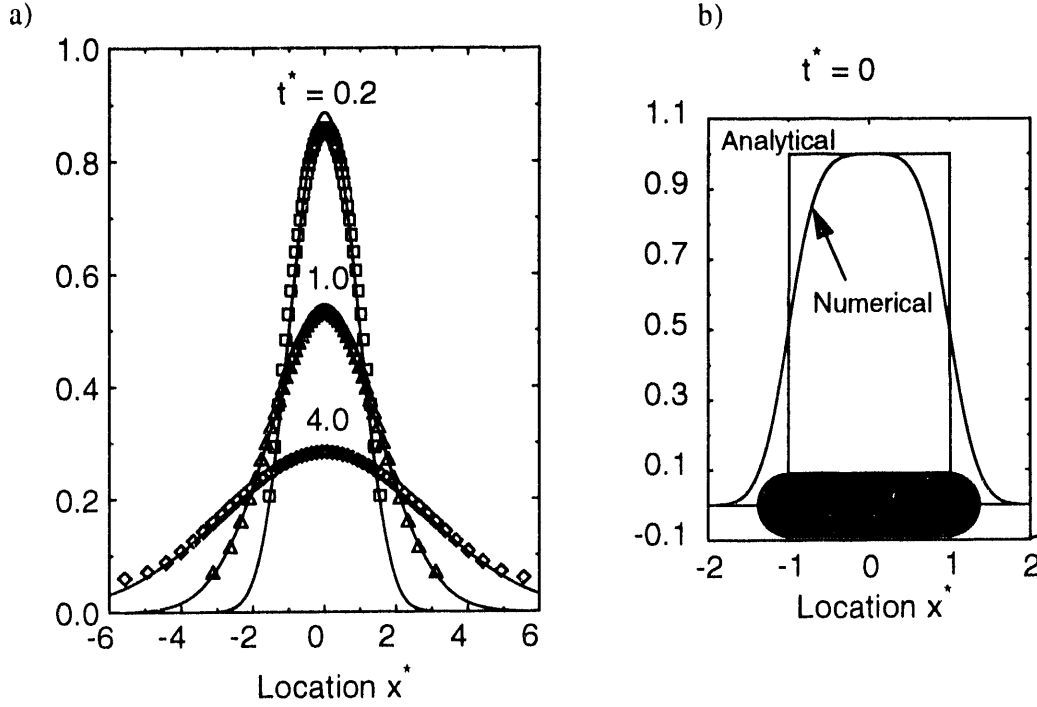 a)
1.0
0.8
0.6
0.4
0.2
0.0
t* = 0.2
1.0
4.0
-6 -4 -2 0 2 4 6
Location x*
b)
t* = 0
1.1
0.9
0.7
0.5
0.3
0.1
-0.1
Analytical
Numerical
-2 -1 0 1 2
Location x*